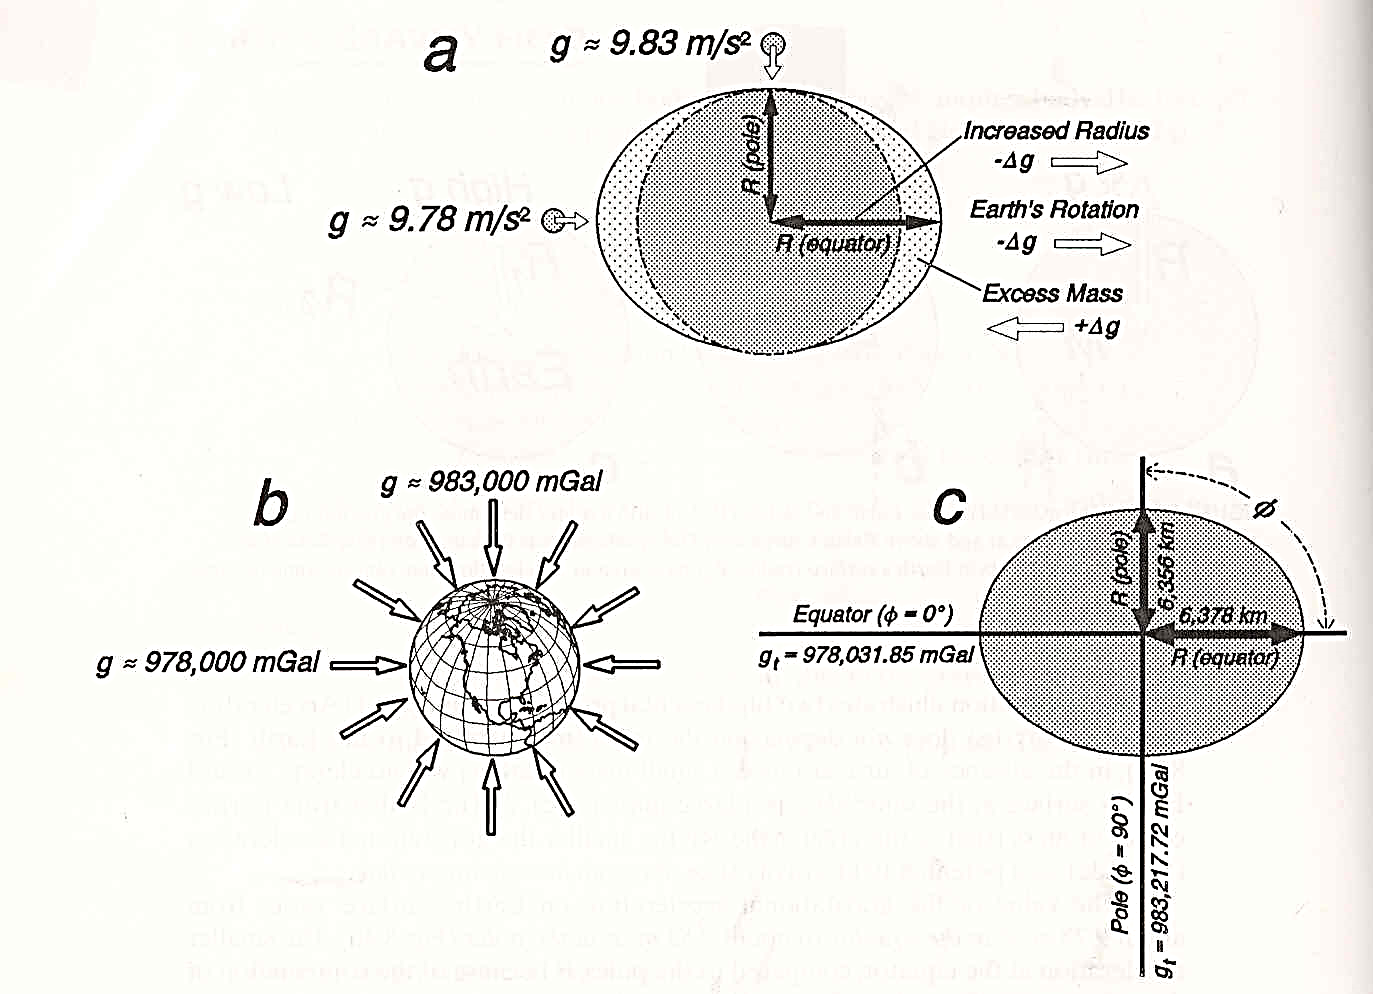 a
g ≈ 9.83 m/s²
R (pole)
Increased Radius
-Δg
g ≈ 9.78 m/s²
Earth's Rotation
-Δg
R (equator)
Excess Mass
+Δg
b
g ≈ 983,000 mGal
g ≈ 978,000 mGal
c
ϕ
R (pole)
6,356 km
Equator (ϕ = 0°)
6,378 km
gt = 978,031.85 mGal
R (equator)
Pole (ϕ = 90°)
gt = 983,217.72 mGal